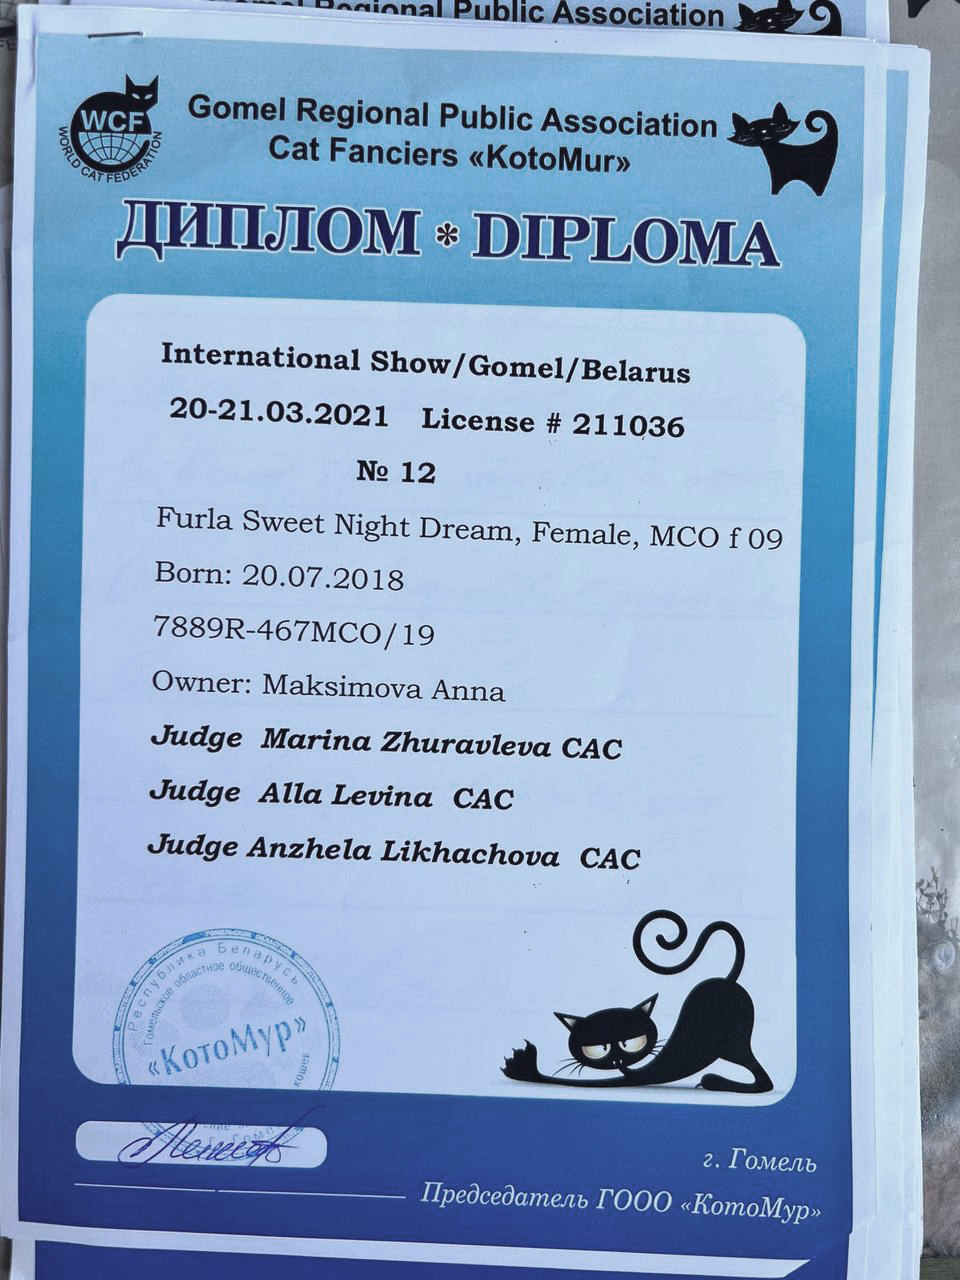 Regional Public Association
WCF
WORLD CAT FEDERATION
Gomel Regional Public Association
Cat Fanciers «KotoMur»
ДИПЛОМ * DIPLOMA
International Show/Gomel/Belarus
20-21.03.2021 License # 211036
№ 12
Furla Sweet Night Dream, Female, MCO f 09
Born: 20.07.2018
7889R-467MCO/19
Owner: Maksimova Anna
Judge Marina Zhuravleva CAC
Judge Alla Levina CAC
Judge Anzhela Likhachova CAC
Республика Беларусь
Гомельское областное общественное
«КотоМур»
кошек
г. Гомель
Председатель ГООО «КотоМур»